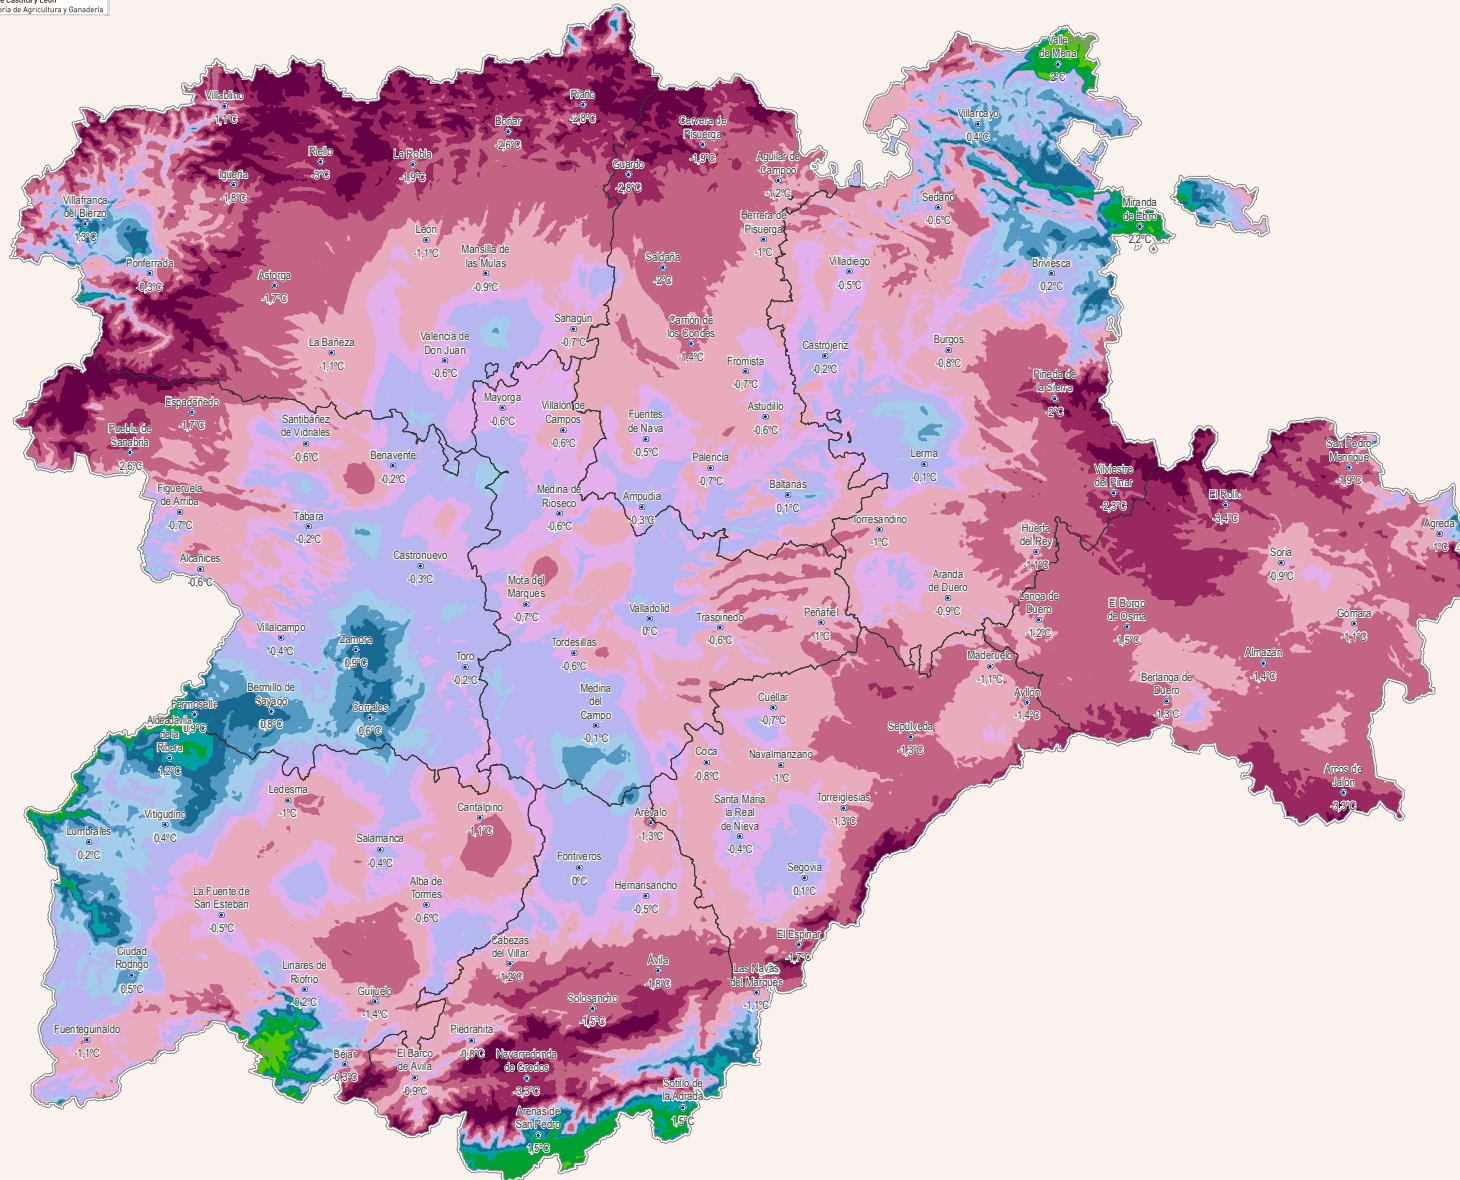 de Castilla y León
ería de Agricultura y Ganadería
Valle
de Mena
2ºC
Villablino
-1,1ºC
Riaño
-2,8ºC
Boñar
-2,6ºC
Cervera de
Pisuerga
-1,9ºC
Villarcayo
0,4ºC
Riello
-3ºC
La Robla
-1,9ºC
Guardo
-2,8ºC
Aguilar de
Campoo
-1,2ºC
Igüeña
-1,8ºC
Villafranca
del Bierzo
1,3ºC
Sedano
-0,6ºC
Miranda
de Ebro
2,2ºC
León
-1,1ºC
Herrera de
Pisuerga
-1ºC
Mansilla de
las Mulas
-0,9ºC
Saldaña
-2ºC
Villadiego
-0,5ºC
Briviesca
0,2ºC
Ponferrada
-0,3ºC
Astorga
-1,7ºC
Sahagún
-0,7ºC
Carrión de
los Condes
-1,4ºC
La Bañeza
-1,1ºC
Valencia de
Don Juan
-0,6ºC
Castrojeriz
-0,2ºC
Burgos
-0,8ºC
Frómista
-0,7ºC
Pineda de
la Sierra
-2ºC
Espadañedo
-1,7ºC
Mayorga
-0,6ºC
Villalón de
Campos
-0,6ºC
Astudillo
-0,6ºC
Santibáñez
de Vidriales
-0,6ºC
Fuentes
de Nava
-0,5ºC
Puebla de
Sanabria
-2,6ºC
Benavente
-0,2ºC
Palencia
-0,7ºC
Lerma
-0,1ºC
San Pedro
Manrique
-1,9ºC
Vilviestre
del Pinar
-2,3ºC
Figueruela
de Arriba
-0,7ºC
Medina de
Rioseco
-0,6ºC
Ampudia
-0,3ºC
Baltanás
0,1ºC
El Royo
-3,4ºC
Tábara
-0,2ºC
Torresandino
-1ºC
Huerta
del Rey
-1,1ºC
Ágreda
-1ºC
Alcañices
-0,6ºC
Castronuevo
-0,3ºC
Soria
-0,9ºC
Mota del
Marqués
-0,7ºC
Aranda
de Duero
-0,9ºC
Langa de
Duero
-1,2ºC
El Burgo
de Osma
-1,5ºC
Gómara
-1,1ºC
Valladolid
0ºC
Traspinedo
-0,6ºC
Peñafiel
-1ºC
Villalcampo
-0,4ºC
Zamora
0,9ºC
Tordesillas
-0,6ºC
Toro
-0,2ºC
Maderuelo
-1,1ºC
Almazán
-1,4ºC
Bermillo de
Sayago
0,8ºC
Medina
del
Campo
-0,1ºC
Cuéllar
-0,7ºC
Ayllón
-1,4ºC
Berlanga de
Duero
-1,3ºC
Fermoselle
0,9ºC
Corrales
0,6ºC
Aldeadávila
de la
Ribera
1,2ºC
Sepúlveda
-1,3ºC
Coca
-0,8ºC
Navalmanzano
-1ºC
Arcos de
Jalón
-3,3ºC
Ledesma
-1ºC
Cantalpino
-1,1ºC
Santa María
la Real
de Nieva
-0,4ºC
Torreiglesias
-1,3ºC
Vitigudino
0,4ºC
Arévalo
-1,3ºC
Lumbrales
0,2ºC
Salamanca
-0,4ºC
Fontiveros
0ºC
Segovia
0,1ºC
La Fuente de
San Esteban
-0,5ºC
Alba de
Tormes
-0,6ºC
Hernansancho
-0,5ºC
El Espinar
-1,7ºC
Cabezas
del Villar
-1,2ºC
Ciudad
Rodrigo
0,5ºC
Linares de
Riofrío
-0,2ºC
Ávila
-1,8ºC
Las Navas
del Marqués
-1,1ºC
Guijuelo
-1,4ºC
Solosancho
-1,5ºC
Fuenteguinaldo
-1,1ºC
Piedrahita
-0,8ºC
Béjar
0,3ºC
El Barco
de Ávila
-0,9ºC
Navarredonda
de Gredos
-3,3ºC
Sotillo de
la Adrada
1,5ºC
Arenas de
San Pedro
1,5ºC